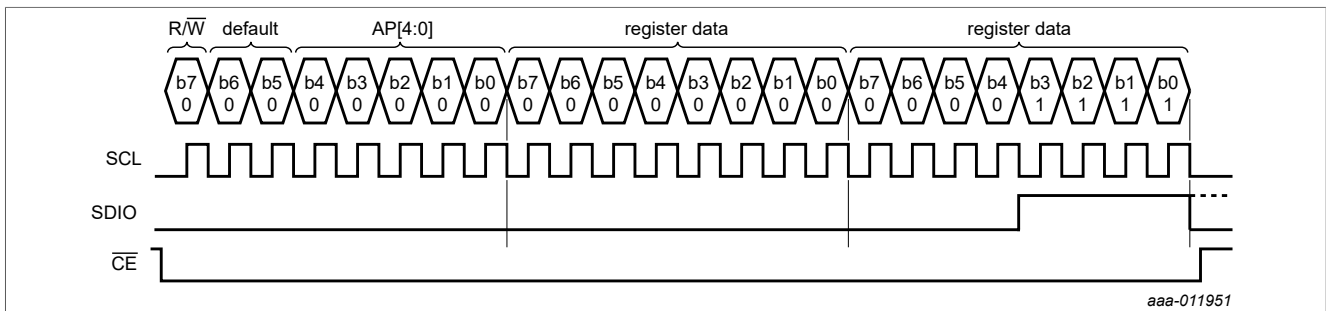 R/W default AP[4:0] register data register data
b7 b6 b5 b4 b3 b2 b1 b0 b7 b6 b5 b4 b3 b2 b1 b0 b7 b6 b5 b4 b3 b2 b1 b0
0 0 0 0 0 0 0 0 0 0 0 0 0 0 0 0 0 0 0 0 1 1 1 1
SCL
SDIO
CE
aaa-011951